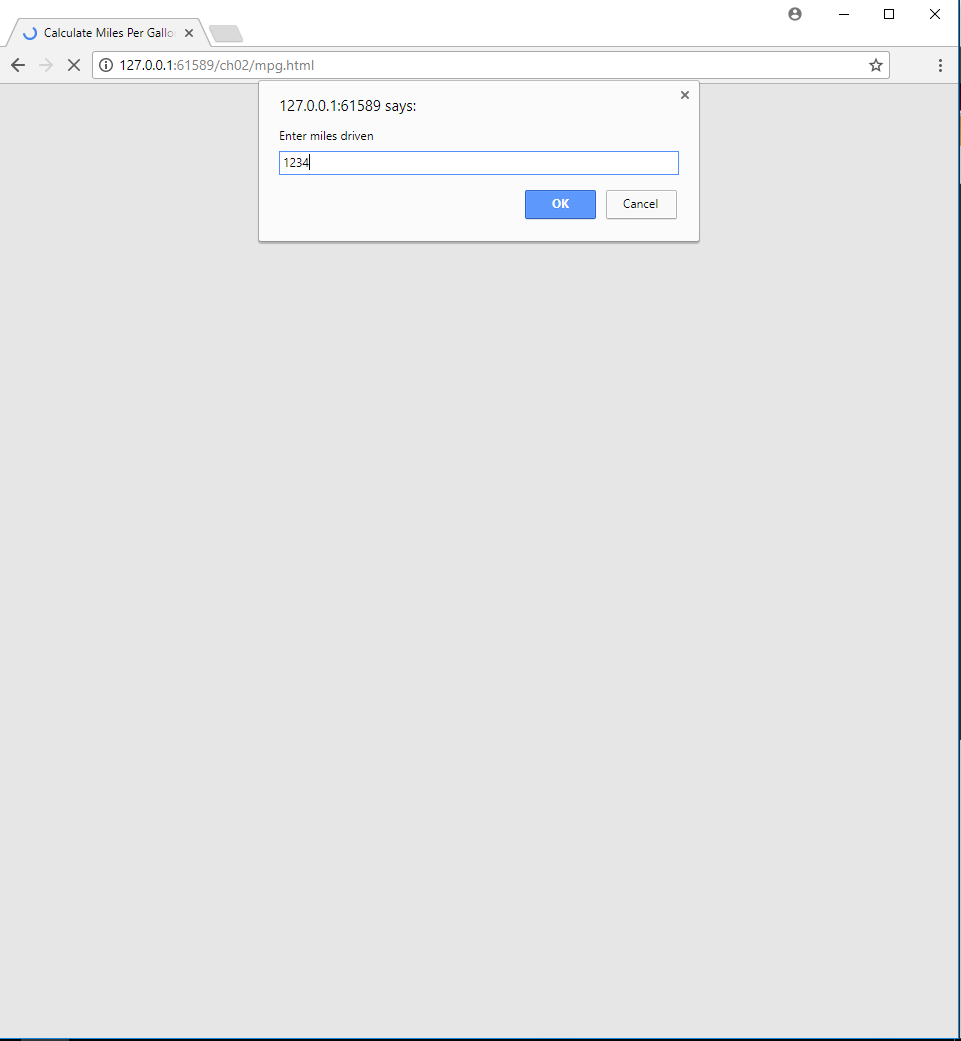 Calculate Miles Per Gallo
127.0.0.1:61589/ch02/mpg.html
127.0.0.1:61589 says:
Enter miles driven
1234
OK Cancel